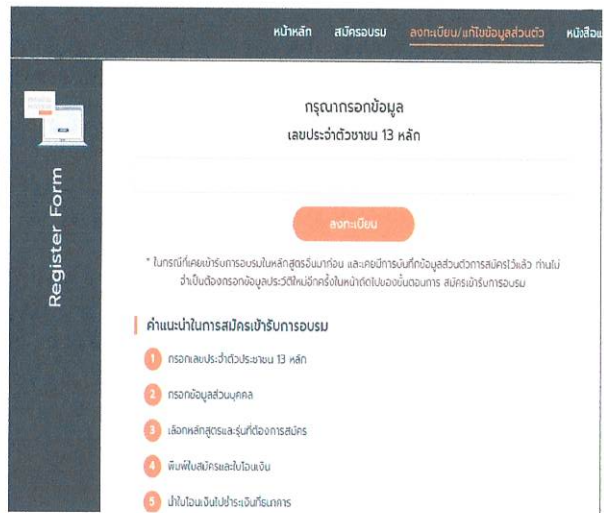 หน้าหลัก สมัครอบรม ลงทะเบียน/แก้ไขข้อมูลส่วนตัว หนังสือแ
Register Form
กรุณากรอกข้อมูล
เลขประจำตัวประชาชน 13 หลัก
ลงทะเบียน
* ในกรณีที่เคยเข้ารับการอบรมในหลักสูตรอื่นมาก่อน และเคยมีการบันทึกข้อมูลส่วนตัวการสมัครไว้แล้ว ท่านไม่
จำเป็นต้องกรอกข้อมูลประวัติใหม่อีกครั้งในหน้าถัดไปของขั้นตอนการ สมัครเข้ารับการอบรม
คำแนะนำในการสมัครเข้ารับการอบรม
1 กรอกเลขประจำตัวประชาชน 13 หลัก
2 กรอกข้อมูลส่วนบุคคล
3 เลือกหลักสูตรและรุ่นที่ต้องการสมัคร
4 พิมพ์ใบสมัครและใบโอนเงิน
5 นำใบโอนเงินไปชำระเงินที่ธนาคาร